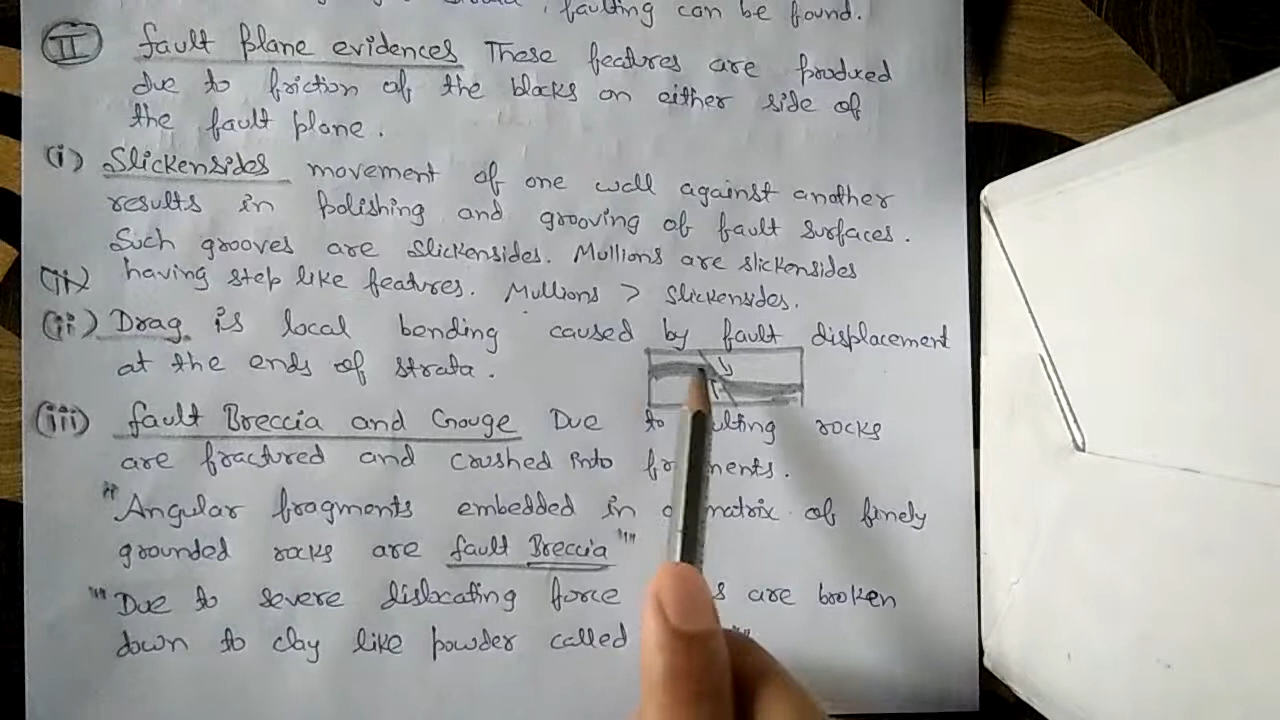 faulting can be found.
II fault plane evidences These features are produced
due to friction of the blocks on either side of
the fault plane.
(i) Slickensides movement of one wall against another
results in polishing and grooving of fault surfaces.
Such grooves are slickensides. Mullions are slickensides
having step like features. Mullions > Slickensides.
(ii) Drag is local bending caused by fault displacement
at the ends of strata.
(iii) fault Breccia and Gouge Due to rocks
are fractured and crushed into
"Angular fragments embedded in matrix of finely
grounded rocks are fault Breccia"
"Due to severe dislocating force are broken
down to clay like powder called